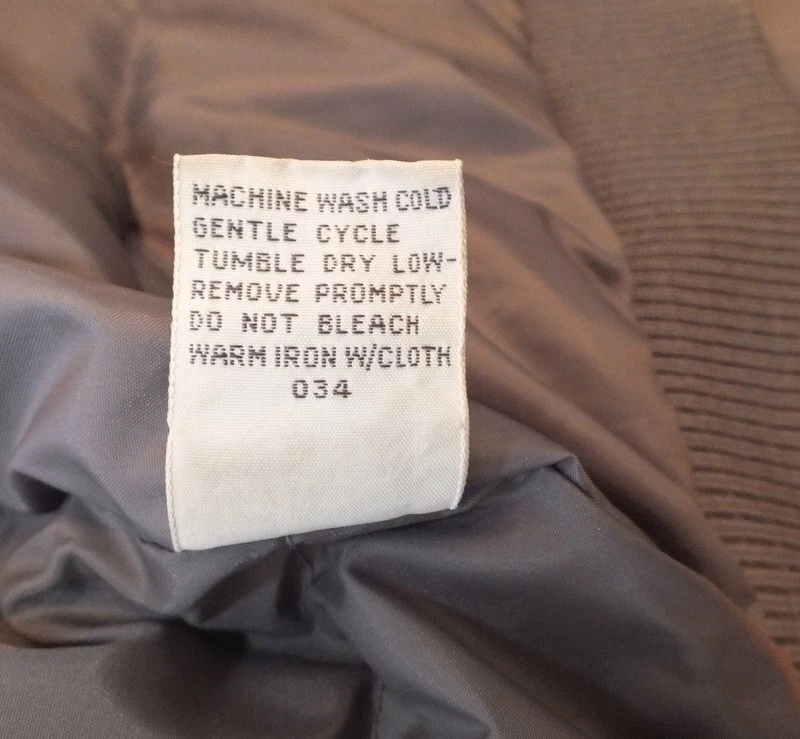 MACHINE WASH COLD
GENTLE CYCLE
TUMBLE DRY LOW-
REMOVE PROMPTLY
DO NOT BLEACH
WARM IRON W/CLOTH
034